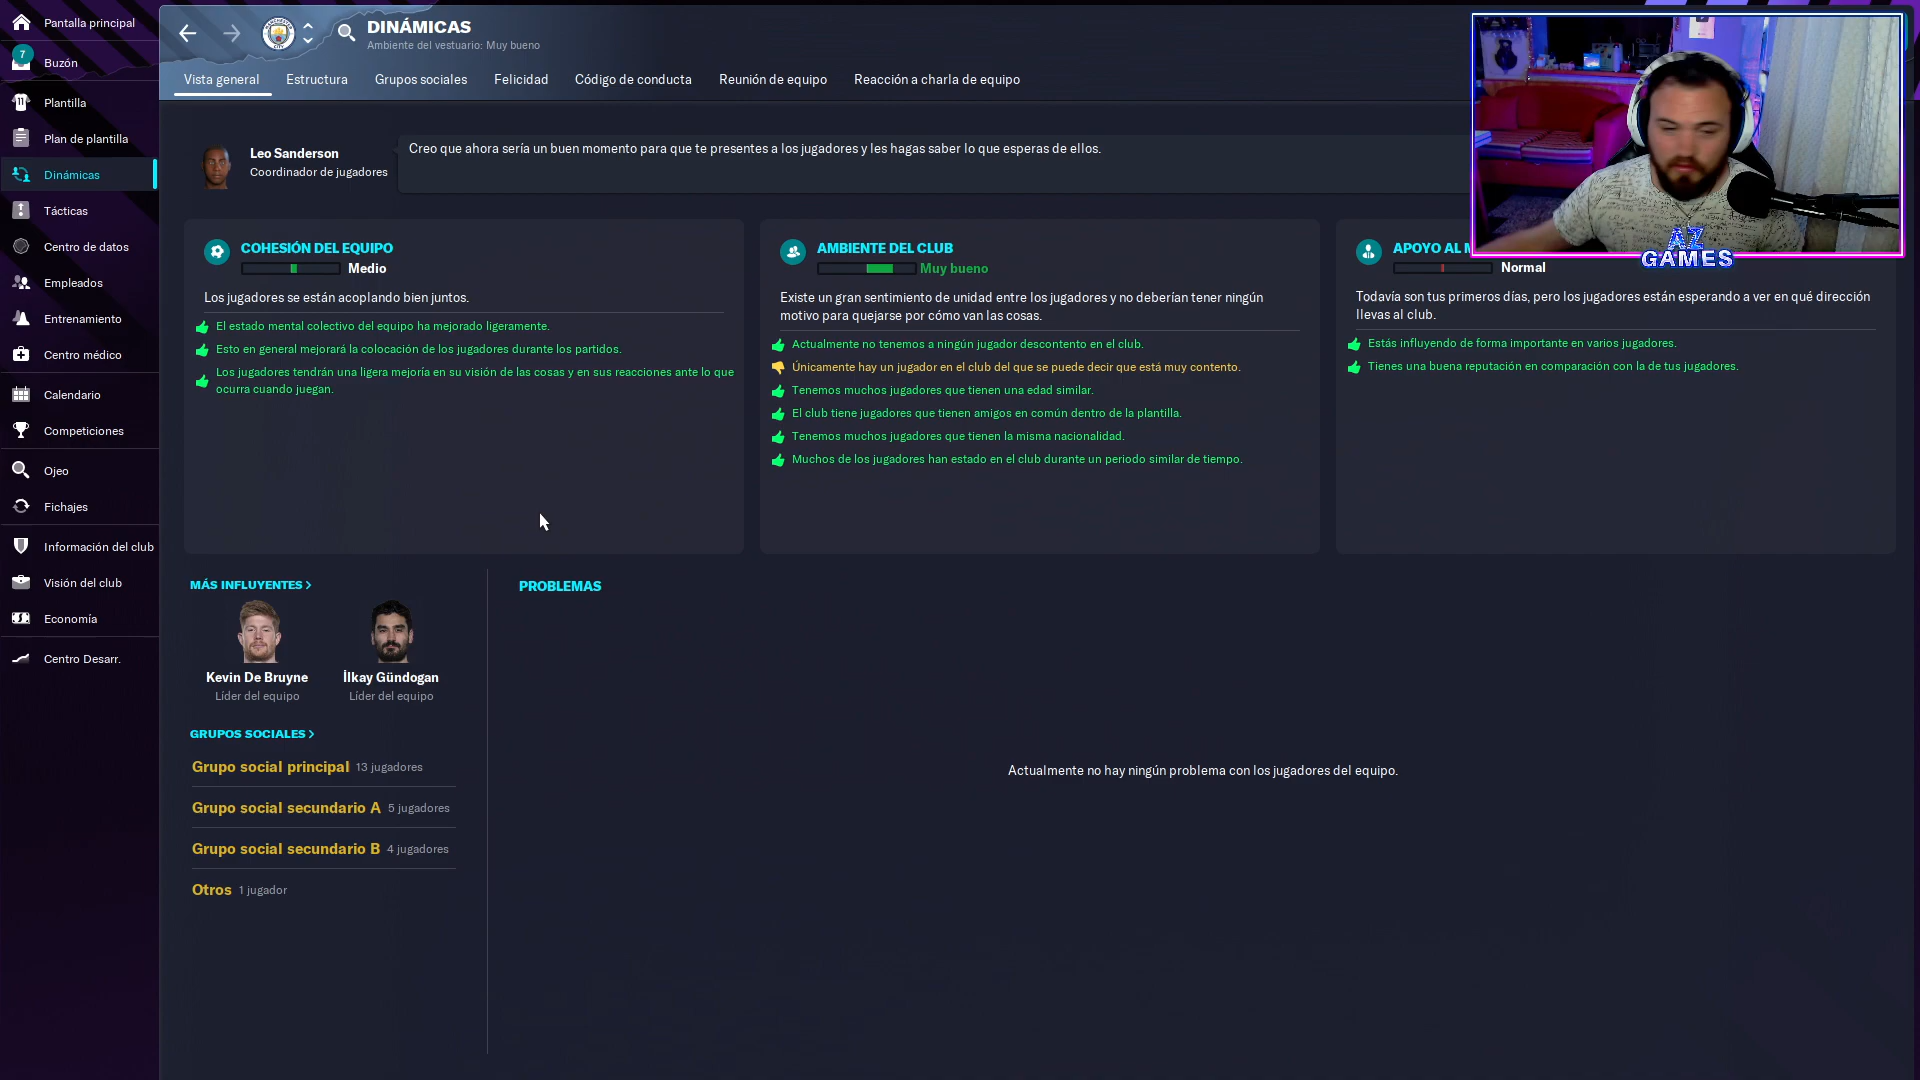 Pantalla principal
7
Buzón
Plantilla
Plan de plantilla
Dinámicas
Tácticas
Centro de datos
Empleados
Entrenamiento
Centro médico
Calendario
Competiciones
Ojeo
Fichajes
Información del club
Visión del club
Economía
Centro Desarr.
DINÁMICAS
Ambiente del vestuario: Muy bueno
Vista general
Estructura
Grupos sociales
Felicidad
Código de conducta
Reunión de equipo
Reacción a charla de equipo
Leo Sanderson
Coordinador de jugadores
Creo que ahora sería un buen momento para que te presentes a los jugadores y les hagas saber lo que esperas de ellos.
AZ
GAMES
COHESIÓN DEL EQUIPO
Medio
Los jugadores se están acoplando bien juntos.
El estado mental colectivo del equipo ha mejorado ligeramente.
Esto en general mejorará la colocación de los jugadores durante los partidos.
Los jugadores tendrán una ligera mejoría en su visión de las cosas y en sus reacciones ante lo que
ocurra cuando juegan.
AMBIENTE DEL CLUB
Muy bueno
Existe un gran sentimiento de unidad entre los jugadores y no deberían tener ningún
motivo para quejarse por cómo van las cosas.
Actualmente no tenemos a ningún jugador descontento en el club.
Únicamente hay un jugador en el club del que se puede decir que está muy contento.
Tenemos muchos jugadores que tienen una edad similar.
El club tiene jugadores que tienen amigos en común dentro de la plantilla.
Tenemos muchos jugadores que tienen la misma nacionalidad.
Muchos de los jugadores han estado en el club durante un periodo similar de tiempo.
APOYO AL
Normal
Todavía son tus primeros días, pero los jugadores están esperando a ver en qué dirección
llevas al club.
Estás influyendo de forma importante en varios jugadores.
Tienes una buena reputación en comparación con la de tus jugadores.
MÁS INFLUYENTES
Kevin De Bruyne
Líder del equipo
İlkay Gündogan
Líder del equipo
GRUPOS SOCIALES
Grupo social principal 13 jugadores
Grupo social secundario A 5 jugadores
Grupo social secundario B 4 jugadores
Otros 1 jugador
PROBLEMAS
Actualmente no hay ningún problema con los jugadores del equipo.